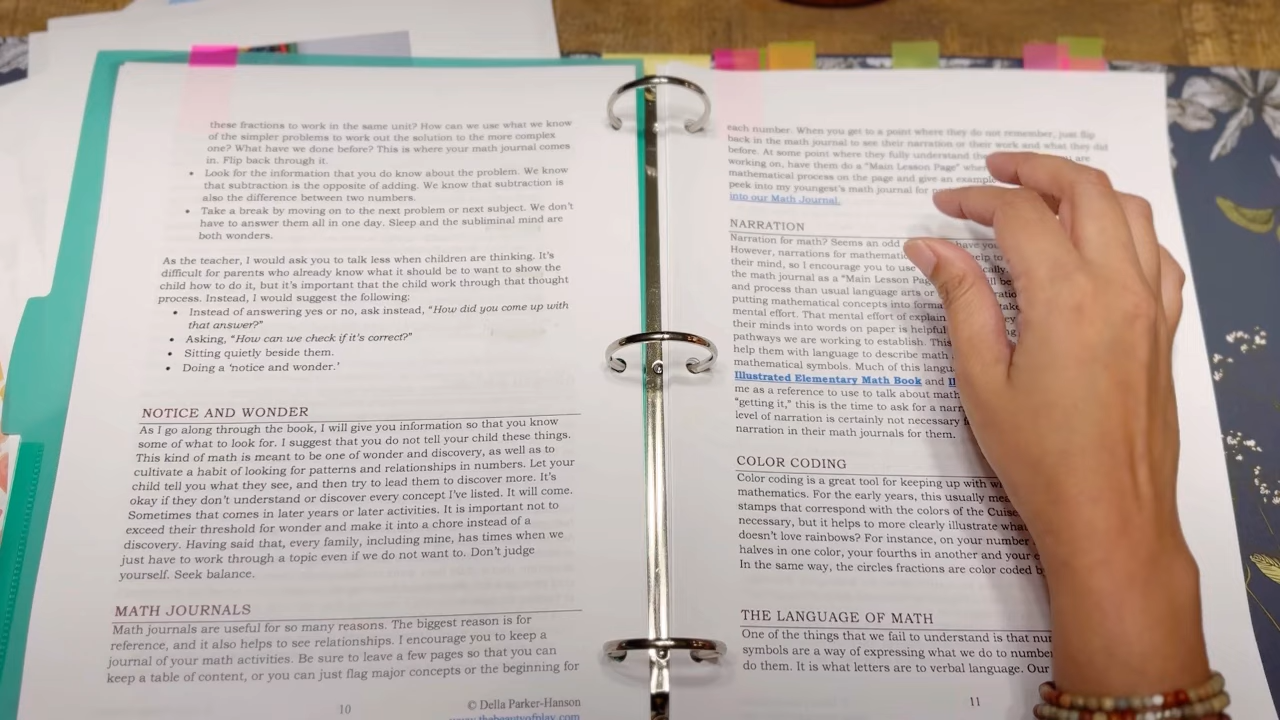 these fractions to work in the same unit? How can we use what we know
of the simpler problems to work out the solution to the more complex
one? What have we done before? This is where your math journal comes
in. Flip back through it.
• Look for the information that you do know about the problem. We know
that subtraction is the opposite of adding. We know that subtraction is
also the difference between two numbers.
• Take a break by moving on to the next problem or next subject. We don't
have to answer them all in one day. Sleep and the subliminal mind are
both wonders.
As the teacher, I would ask you to talk less when children are thinking. It's
difficult for parents who already know what it should be to want to show the
child how to do it, but it's important that the child work through that thought
process. Instead, I would suggest the following:
• Instead of answering yes or no, ask instead, "How did you come up with
that answer?"
• Asking, "How can we check if it's correct?"
• Sitting quietly beside them.
• Doing a 'notice and wonder.'
NOTICE AND WONDER
As I go along through the book, I will give you information so that you know
some of what to look for. I suggest that you do not tell your child these things.
This kind of math is meant to be one of wonder and discovery, as well as to
cultivate a habit of looking for patterns and relationships in numbers. Let your
child tell you what they see, and then try to lead them to discover more. It's
okay if they don't understand or discover every concept I've listed. It will come.
Sometimes that comes in later years or later activities. It is important not to
exceed their threshold for wonder and make it into a chore instead of a
discovery. Having said that, every family, including mine, has times when we
just have to work through a topic even if we do not want to. Don't judge
yourself. Seek balance.
MATH JOURNALS
Math journals are useful for so many reasons. The biggest reason is for
reference, and it also helps to see relationships. I encourage you to keep a
journal of your math activities. Be sure to leave a few pages so that you can
keep a table of content, or you can just flag major concepts or the beginning for
10
© Della Parker-Hanson
www.thebeautyofplay.com
each number. When you get to a point where they do not remember, just flip
back in the math journal to see their narration or their work and what they did
before. At some point where they fully understand the you are
working on, have them do a "Main Lesson Page" where
mathematical process on the page and give an example
peek into my youngest's math journal for
into our Math Journal.
NARRATION
Narration for math? Seems an odd have you
However, narrations for mathematic help to
their mind, so I encourage you to use
the math journal as a "Main Lesson Page be
and process than usual language arts or
putting mathematical concepts into forma take
mental effort. That mental effort of explain
their minds into words on paper is helpful
pathways we are working to establish. This
help them with language to describe math
mathematical symbols. Much of this langu
Illustrated Elementary Math Book and Il
me as a reference to use to talk about math
"getting it," this is the time to ask for a narr
level of narration is certainly not necessary
narration in their math journals for them.
COLOR CODING
Color coding is a great tool for keeping up with w
mathematics. For the early years, this usually mea
stamps that correspond with the colors of the Cuise
necessary, but it helps to more clearly illustrate wha
doesn't love rainbows? For instance, on your number
halves in one color, your fourths in another and your
In the same way, the circles fractions are color coded b
THE LANGUAGE OF MATH
One of the things that we fail to understand is that num
symbols are a way of expressing what we do to number
do them. It is what letters are to verbal language. Our
11